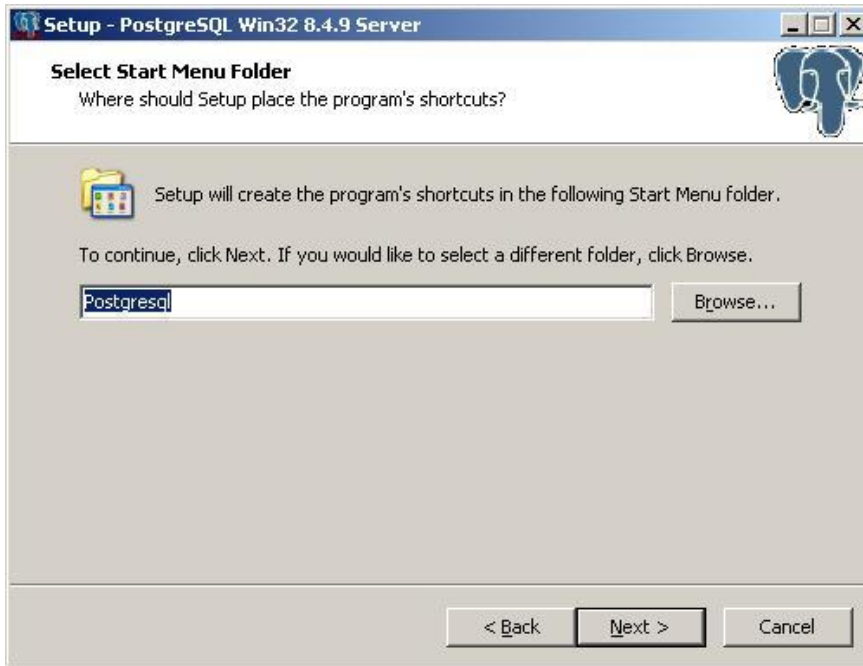 Setup - PostgreSQL Win32 8.4.9 Server
Select Start Menu Folder
Where should Setup place the program's shortcuts?
Setup will create the program's shortcuts in the following Start Menu folder.
To continue, click Next. If you would like to select a different folder, click Browse.
Postgresql
Browse...
< Back
Next >
Cancel